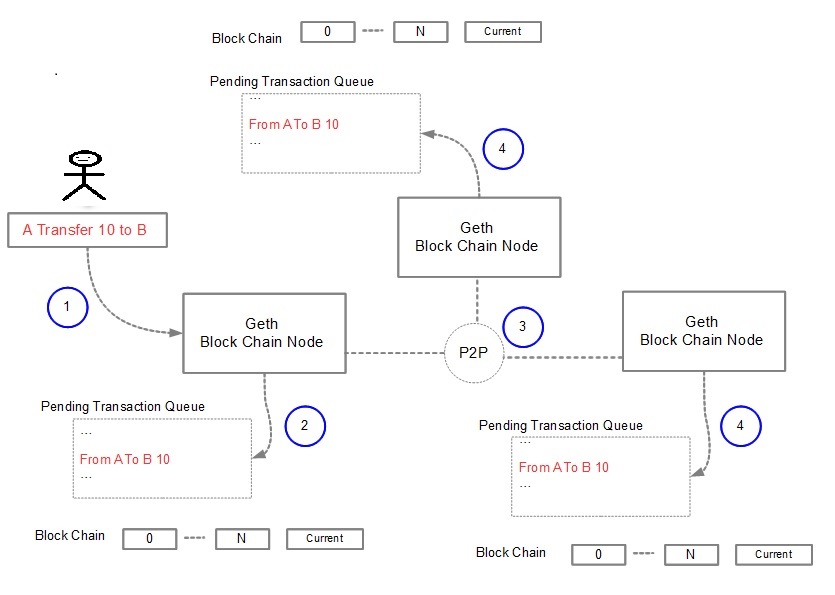 Block Chain 0 N Current
Pending Transaction Queue
...
From A To B 10
...
4
A Transfer 10 to B
Geth
Block Chain Node
1
Geth
Block Chain Node
P2P
3
Geth
Block Chain Node
Pending Transaction Queue
...
From A To B 10
...
2
Pending Transaction Queue
...
From A To B 10
...
4
Block Chain 0 N Current
Block Chain 0 N Current